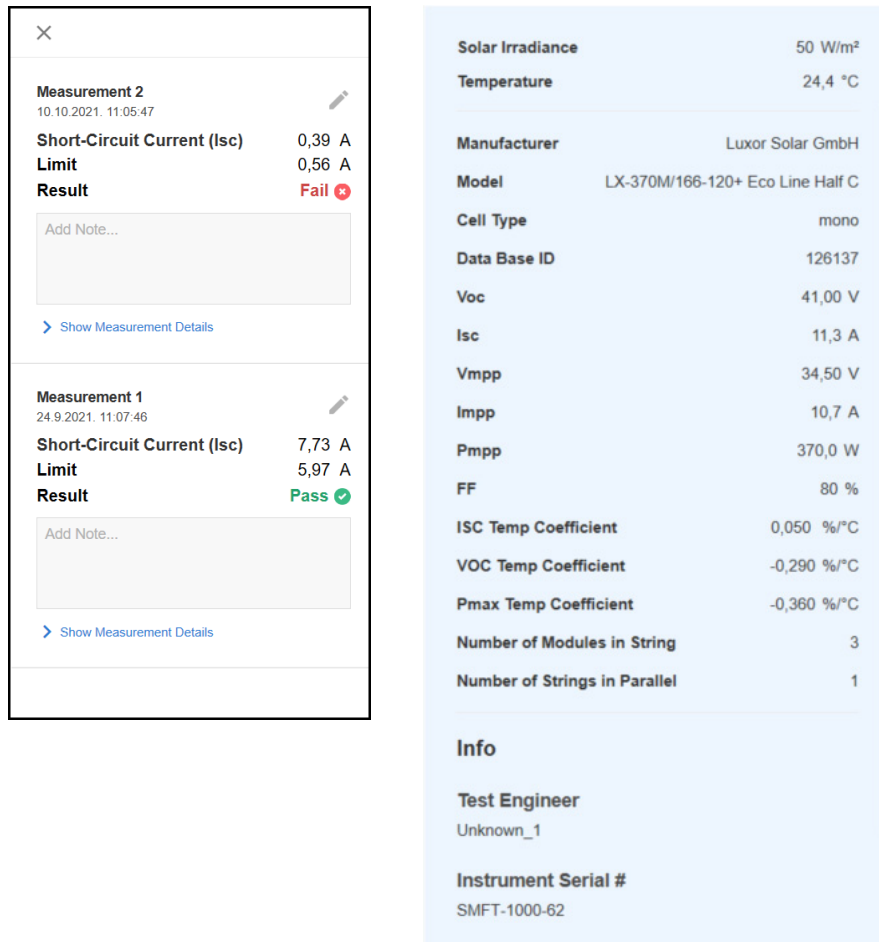 Measurement 2
10.10.2021. 11:05:47
Short-Circuit Current (Isc) 0,39 A
Limit 0,56 A
Result Fail
Add Note...
Show Measurement Details
Measurement 1
24.9.2021. 11:07:46
Short-Circuit Current (Isc) 7,73 A
Limit 5,97 A
Result Pass
Add Note...
Show Measurement Details
Solar Irradiance 50 W/m²
Temperature 24,4 °C
Manufacturer Luxor Solar GmbH
Model LX-370M/166-120+ Eco Line Half C
Cell Type mono
Data Base ID 126137
Voc 41,00 V
Isc 11,3 A
Vmpp 34,50 V
Impp 10,7 A
Pmpp 370,0 W
FF 80 %
ISC Temp Coefficient 0,050 %/°C
VOC Temp Coefficient -0,290 %/°C
Pmax Temp Coefficient -0,360 %/°C
Number of Modules in String 3
Number of Strings in Parallel 1
Info
Test Engineer
Unknown_1
Instrument Serial #
SMFT-1000-62